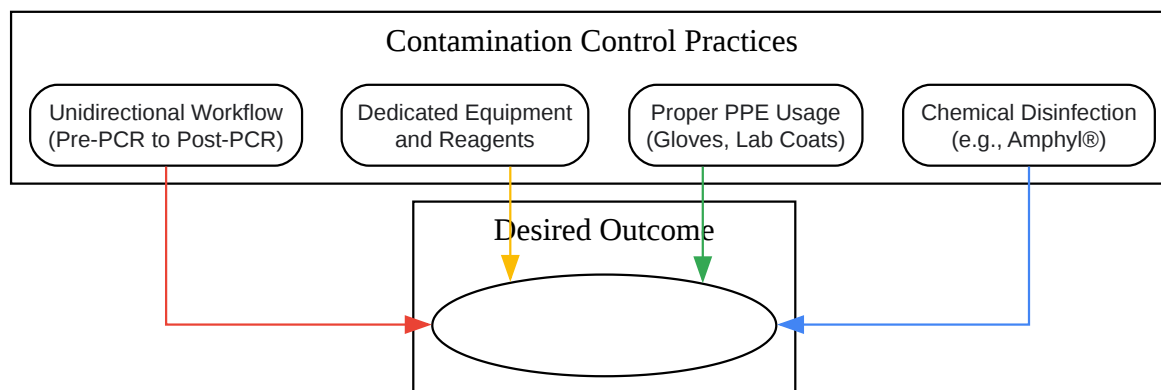 Contamination Control Practices
Unidirectional Workflow
(Pre-PCR to Post-PCR)
Dedicated Equipment
and Reagents
Proper PPE Usage
(Gloves, Lab Coats)
Chemical Disinfection
(e.g., Amphyl®)
Desired Outcome